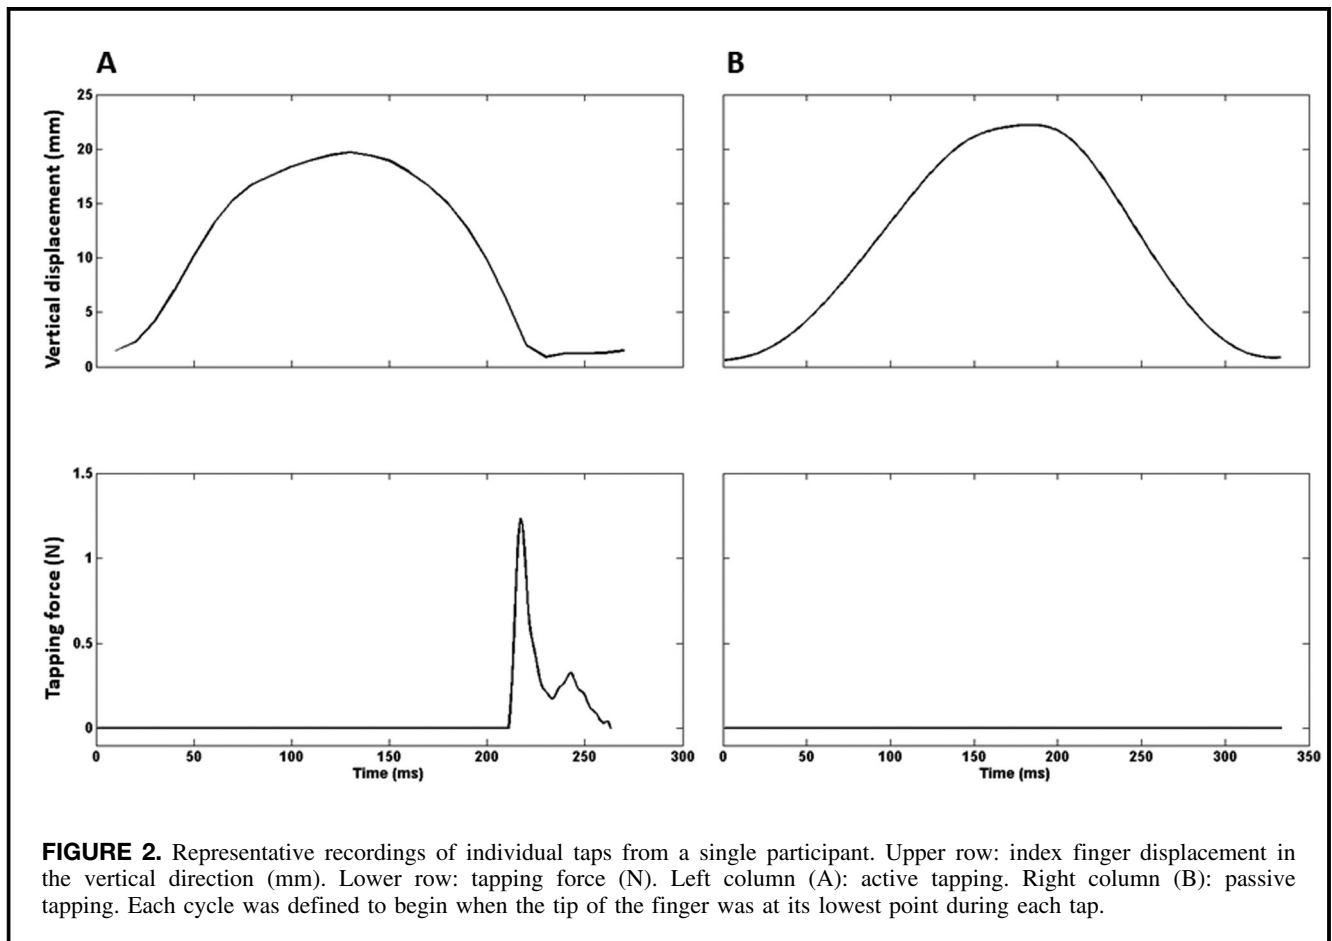 A
B
Vertical displacement (mm)
25
20
15
10
5
0
Tapping force (N)
1.5
1
0.5
0
0 50 100 150 200 250 300
Time (ms)
0 50 100 150 200 250 300 350
Time (ms)
FIGURE 2. Representative recordings of individual taps from a single participant. Upper row: index finger displacement in
the vertical direction (mm). Lower row: tapping force (N). Left column (A): active tapping. Right column (B): passive
tapping. Each cycle was defined to begin when the tip of the finger was at its lowest point during each tap.